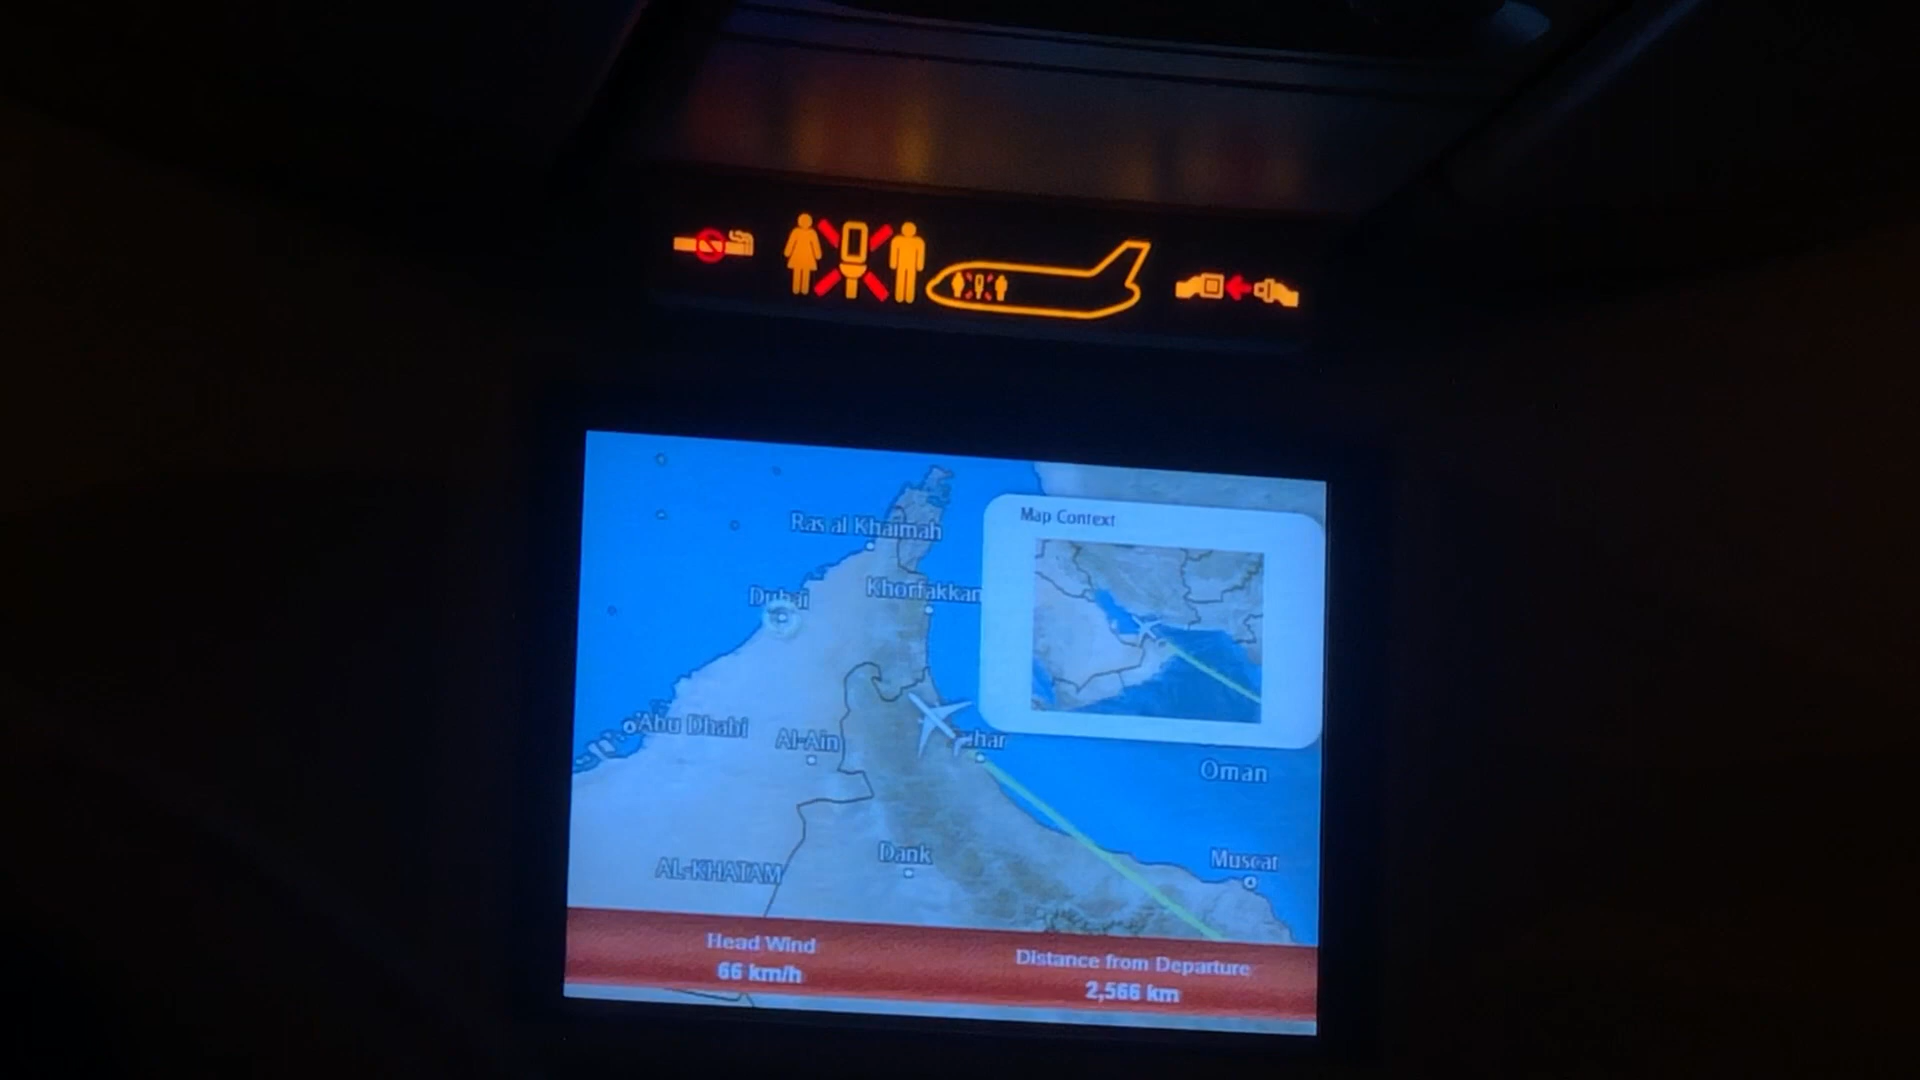 Ras al Khaimah
Map Context
Dubai
Khorfakkan
Abu Dhabi
Al-Ain
Oman
Dank
Muscat
AL-KHATAM
Head Wind
66 km/h
Distance from Departure
2,566 km